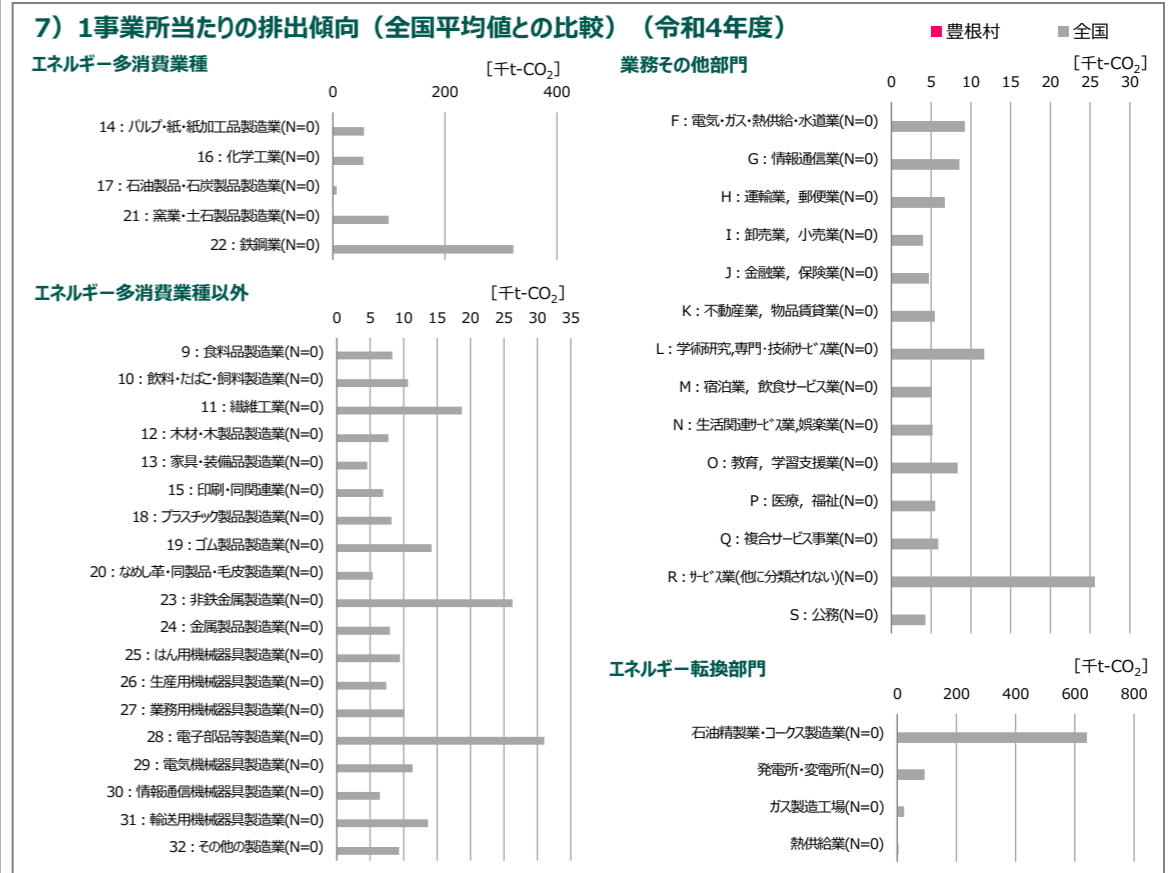 7）1事業所当たりの排出傾向（全国平均値との比較）（令和4年度）
■豊根村 ■全国
エネルギー多消費業種
[千t-CO₂]
0 200 400
14：パルプ・紙・紙加工品製造業(N=0)
16：化学工業(N=0)
17：石油製品・石炭製品製造業(N=0)
21：窯業・土石製品製造業(N=0)
22：鉄鋼業(N=0)
エネルギー多消費業種以外
[千t-CO₂]
0 5 10 15 20 25 30 35
9：食料品製造業(N=0)
10：飲料・たばこ・飼料製造業(N=0)
11：繊維工業(N=0)
12：木材・木製品製造業(N=0)
13：家具・装備品製造業(N=0)
15：印刷・同関連業(N=0)
18：プラスチック製品製造業(N=0)
19：ゴム製品製造業(N=0)
20：なめし革・同製品・毛皮製造業(N=0)
23：非鉄金属製造業(N=0)
24：金属製品製造業(N=0)
25：はん用機械器具製造業(N=0)
26：生産用機械器具製造業(N=0)
27：業務用機械器具製造業(N=0)
28：電子部品等製造業(N=0)
29：電気機械器具製造業(N=0)
30：情報通信機械器具製造業(N=0)
31：輸送用機械器具製造業(N=0)
32：その他の製造業(N=0)
業務その他部門
[千t-CO₂]
0 5 10 15 20 25 30
F：電気・ガス・熱供給・水道業(N=0)
G：情報通信業(N=0)
H：運輸業，郵便業(N=0)
I：卸売業，小売業(N=0)
J：金融業，保険業(N=0)
K：不動産業，物品賃貸業(N=0)
L：学術研究,専門・技術ｻｰﾋﾞｽ業(N=0)
M：宿泊業，飲食サービス業(N=0)
N：生活関連ｻｰﾋﾞｽ業,娯楽業(N=0)
O：教育，学習支援業(N=0)
P：医療，福祉(N=0)
Q：複合サービス事業(N=0)
R：ｻｰﾋﾞｽ業(他に分類されない)(N=0)
S：公務(N=0)
エネルギー転換部門
[千t-CO₂]
0 200 400 600 800
石油精製業・コークス製造業(N=0)
発電所・変電所(N=0)
ガス製造工場(N=0)
熱供給業(N=0)